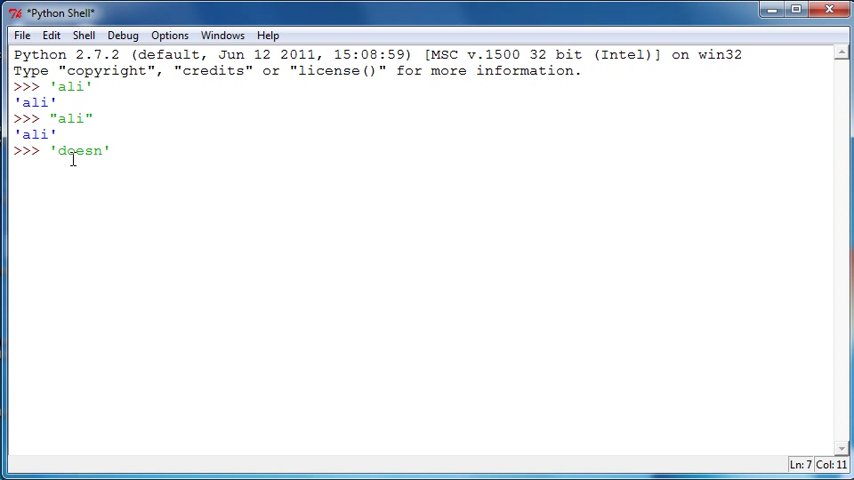 *Python Shell*
File Edit Shell Debug Options Windows Help
Python 2.7.2 (default, Jun 12 2011, 15:08:59) [MSC v.1500 32 bit (Intel)] on win32
Type "copyright", "credits" or "license()" for more information.
>>> 'ali'
'ali'
>>> "ali"
'ali'
>>> 'doesn'
Ln: 7 Col: 11